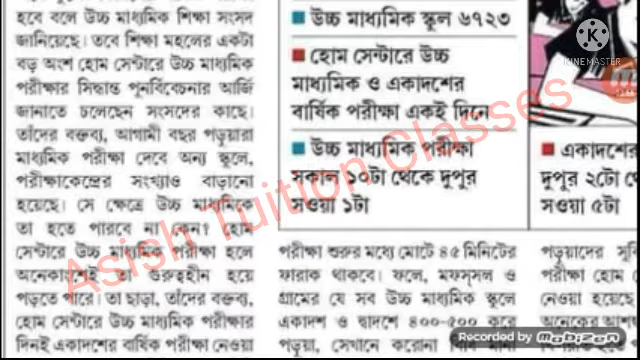 হবে বলে উচ্চ মাধ্যমিক শিক্ষা সংসদ
জানিয়েছে। তবে শিক্ষা মহলের একটা
বড় অংশ হোম সেন্টারে উচ্চ মাধ্যমিক
পরীক্ষার সিদ্ধান্ত পুনর্বিবেচনার আর্জি
জানাতে চলেছেন সংসদের কাছে।
তাঁদের বক্তব্য, আগামী বছর পড়ুয়ারা
মাধ্যমিক পরীক্ষা দেবে অন্য স্কুলে,
পরীক্ষাকেন্দ্রের সংখ্যাও বাড়ানো
হয়েছে। সে ক্ষেত্রে উচ্চ মাধ্যমিকে
তা হতে পারবে না কেন? হোম
সেন্টারে উচ্চ মাধ্যমিক পরীক্ষা হলে
অনেকাংশেই তা গুরুত্বহীন হয়ে
পড়তে পারে। তা ছাড়া, তাঁদের বক্তব্য,
হোম সেন্টারে উচ্চ মাধ্যমিক পরীক্ষার
দিনই একাদশের বার্ষিক পরীক্ষা নেওয়া
উচ্চ মাধ্যমিক স্কুল ৬৭২৩
হোম সেন্টারে উচ্চ
মাধ্যমিক ও একাদশের
বার্ষিক পরীক্ষা একই দিনে
উচ্চ মাধ্যমিক পরীক্ষা
সকাল ১০টা থেকে দুপুর
সওয়া ১টা
একাদশের
দুপুর ২টো
সওয়া ৫টা
পরীক্ষা শুরুর মধ্যে মোটে ৪৫ মিনিটের
ফারাক থাকবে। ফলে, মফস্সল ও
গ্রামের যে সব উচ্চ মাধ্যমিক স্কুলে
একাদশ ও দ্বাদশে ৪০০-৫০০ করে
পড়ুয়া, সেখানে করোনা
পড়ুয়াদের
পরীক্ষা হোম
নেওয়া হয়েছে
অনেকের
Asish Tuition Classes
KINEMASTER
Recorded by Mobizen